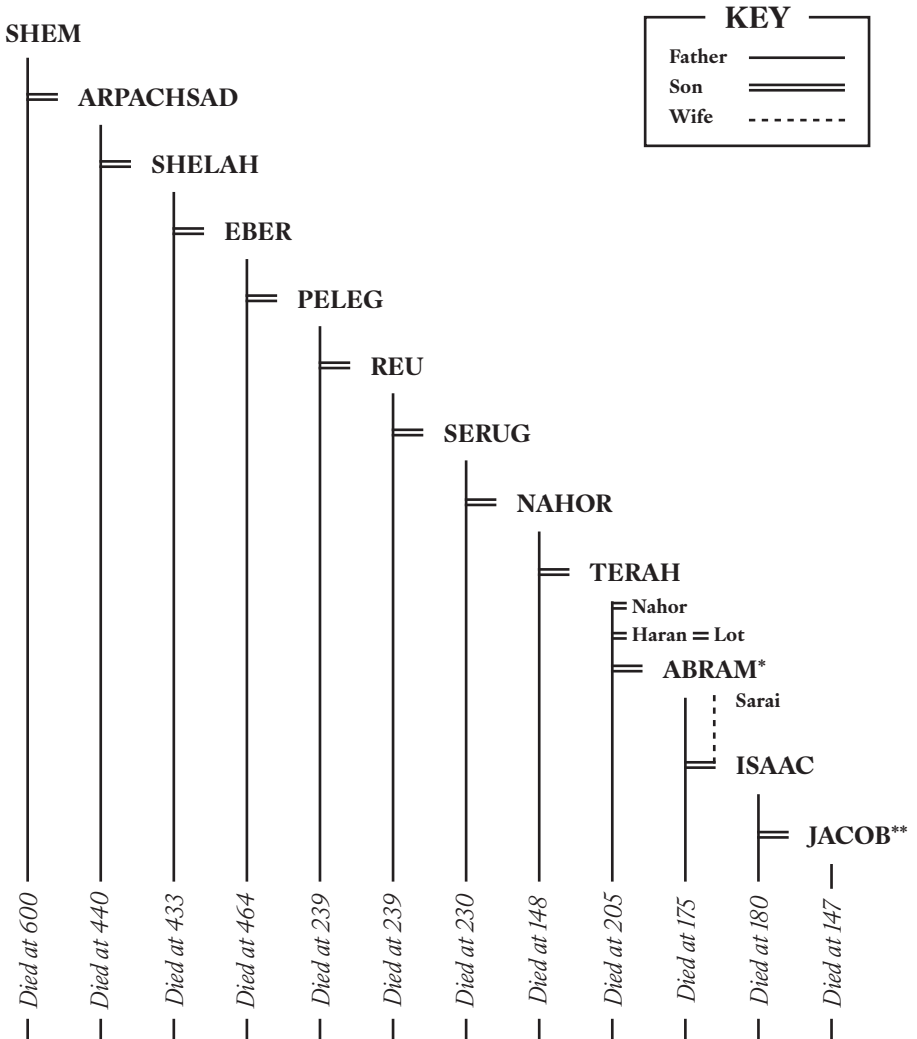 KEY
Father
Son
Wife
SHEM
ARPACHSAD
SHELAH
EBER
PELEG
REU
SERUG
NAHOR
TERAH
Nahor
Haran Lot
ABRAM*
Sarai
ISAAC
JACOB**
Died at 600
Died at 440
Died at 433
Died at 464
Died at 239
Died at 239
Died at 230
Died at 148
Died at 205
Died at 175
Died at 180
Died at 147